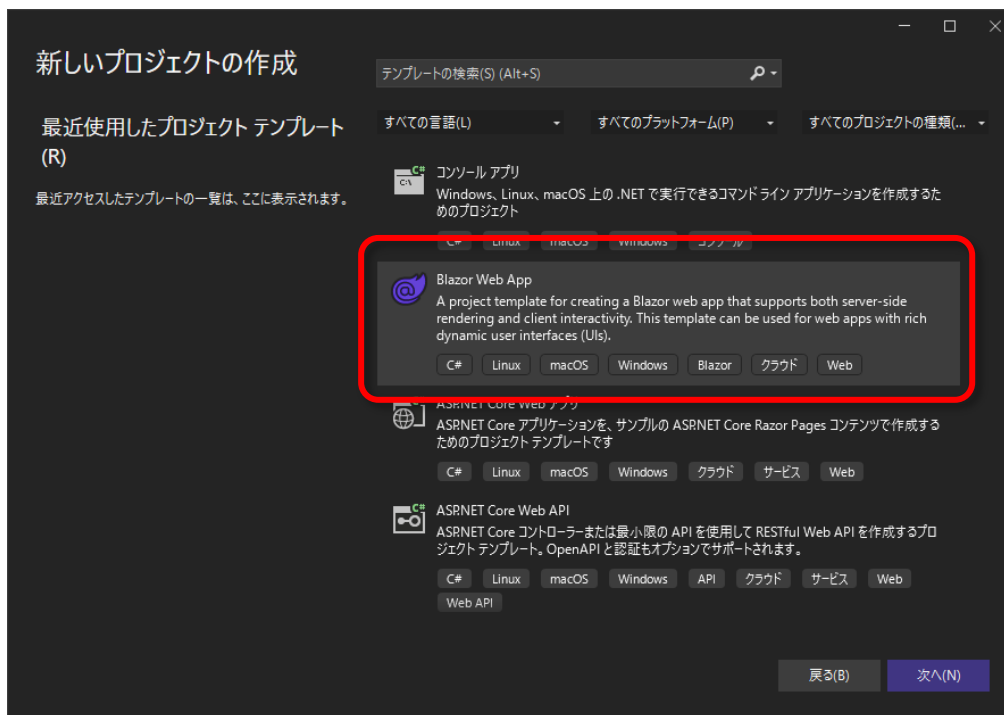 新しいプロジェクトの作成
テンプレートの検索(S) (Alt+S)
最近使用したプロジェクト テンプレート
(R)
最近アクセスしたテンプレートの一覧は、ここに表示されます。
すべての言語(L)
すべてのプラットフォーム(P)
すべてのプロジェクトの種類(...
C#
C:\
コンソール アプリ
Windows、Linux、macOS 上の .NET で実行できるコマンド ライン アプリケーションを作成するた
めのプロジェクト
C# Linux macOS Windows コンソール
Blazor Web App
A project template for creating a Blazor web app that supports both server-side
rendering and client interactivity. This template can be used for web apps with rich
dynamic user interfaces (UIs).
C# Linux macOS Windows Blazor クラウド Web
ASP.NET Core Web アプリ
ASP.NET Core アプリケーションを、サンプルの ASP.NET Core Razor Pages コンテンツで作成する
ためのプロジェクト テンプレートです
C# Linux macOS Windows クラウド サービス Web
C#
ASP.NET Core Web API
ASP.NET Core コントローラーまたは最小限の API を使用して RESTful Web API を作成するプロ
ジェクト テンプレート。OpenAPI と認証もオプションでサポートされます。
C# Linux macOS Windows API クラウド サービス Web
Web API
戻る(B)
次へ(N)